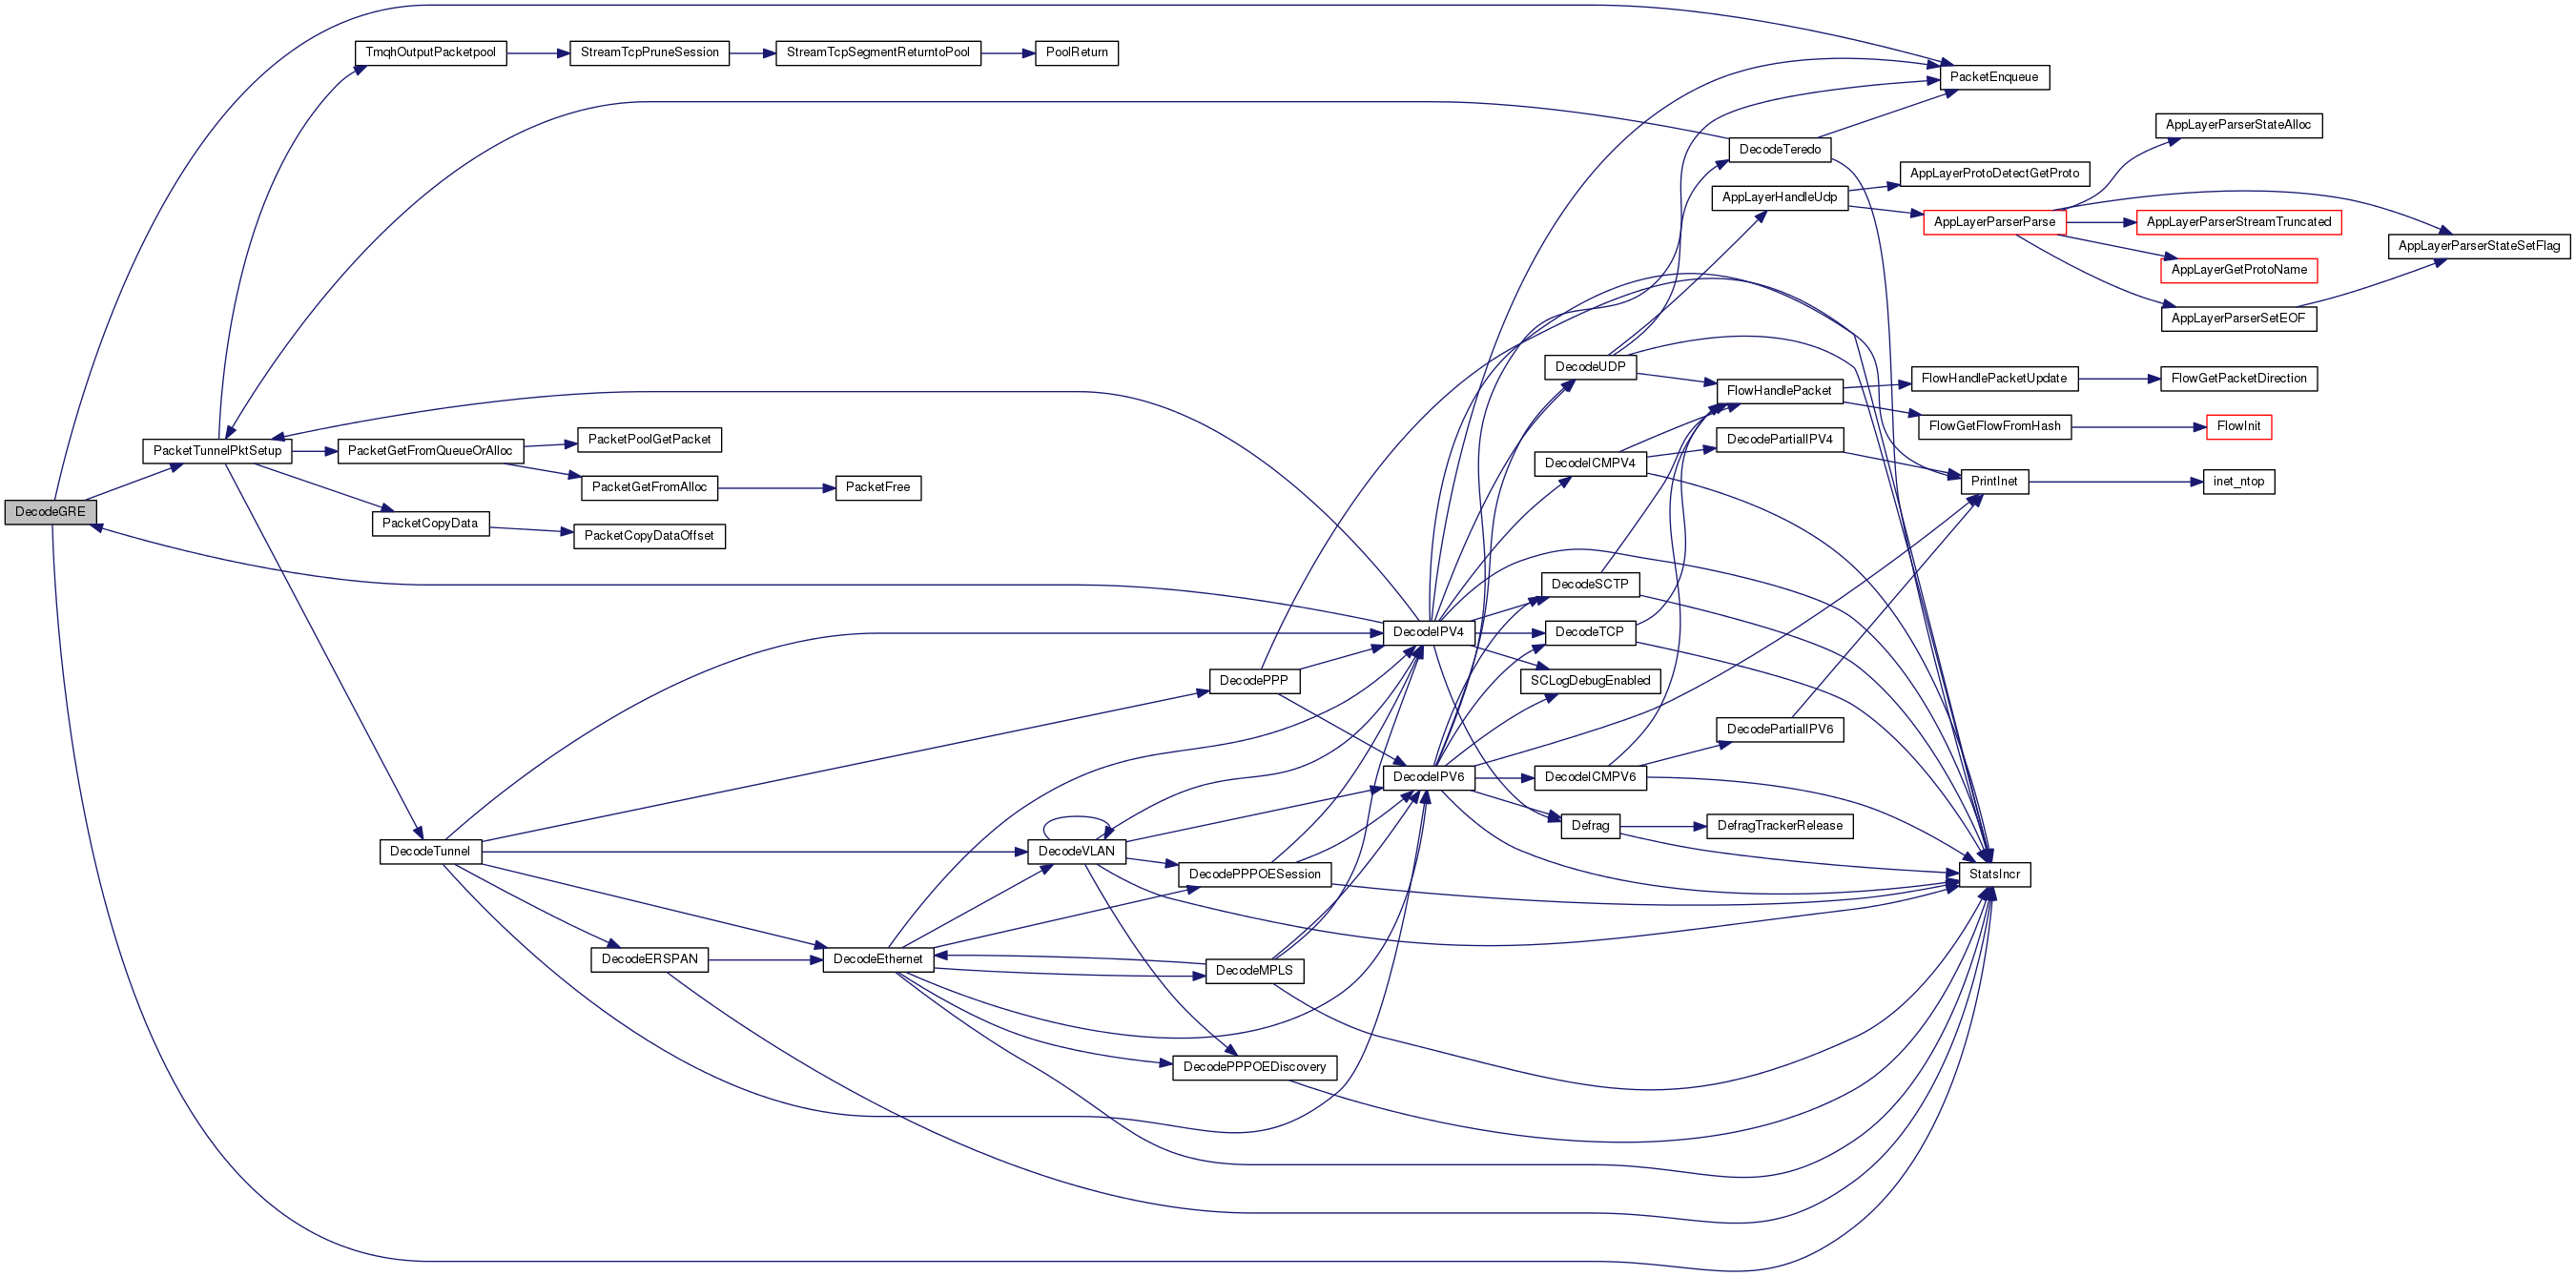 TmqhOutputPacketpool
StreamTcpPruneSession
StreamTcpSegmentReturntoPool
PoolReturn
PacketEnqueue
AppLayerParserStateAlloc
DecodeTeredo
AppLayerProtoDetectGetProto
AppLayerHandleUdp
AppLayerParserParse
AppLayerParserStreamTruncated
AppLayerParserStateSetFlag
AppLayerGetProtoName
AppLayerParserSetEOF
DecodeUDP
FlowHandlePacket
FlowHandlePacketUpdate
FlowGetPacketDirection
FlowGetFlowFromHash
FlowInit
PacketTunnelPktSetup
PacketGetFromQueueOrAlloc
PacketPoolGetPacket
DecodePartialIPV4
DecodeICMPV4
PacketGetFromAlloc
PacketFree
PrintInet
inet_ntop
DecodeGRE
PacketCopyData
PacketCopyDataOffset
DecodeSCTP
DecodeIPV4
DecodeTCP
DecodePPP
SCLogDebugEnabled
DecodePartialIPV6
DecodeIPV6
DecodeICMPV6
Defrag
DefragTrackerRelease
DecodeTunnel
DecodeVLAN
DecodePPPOESession
StatsIncr
DecodeERSPAN
DecodeEthernet
DecodeMPLS
DecodePPPOEDiscovery